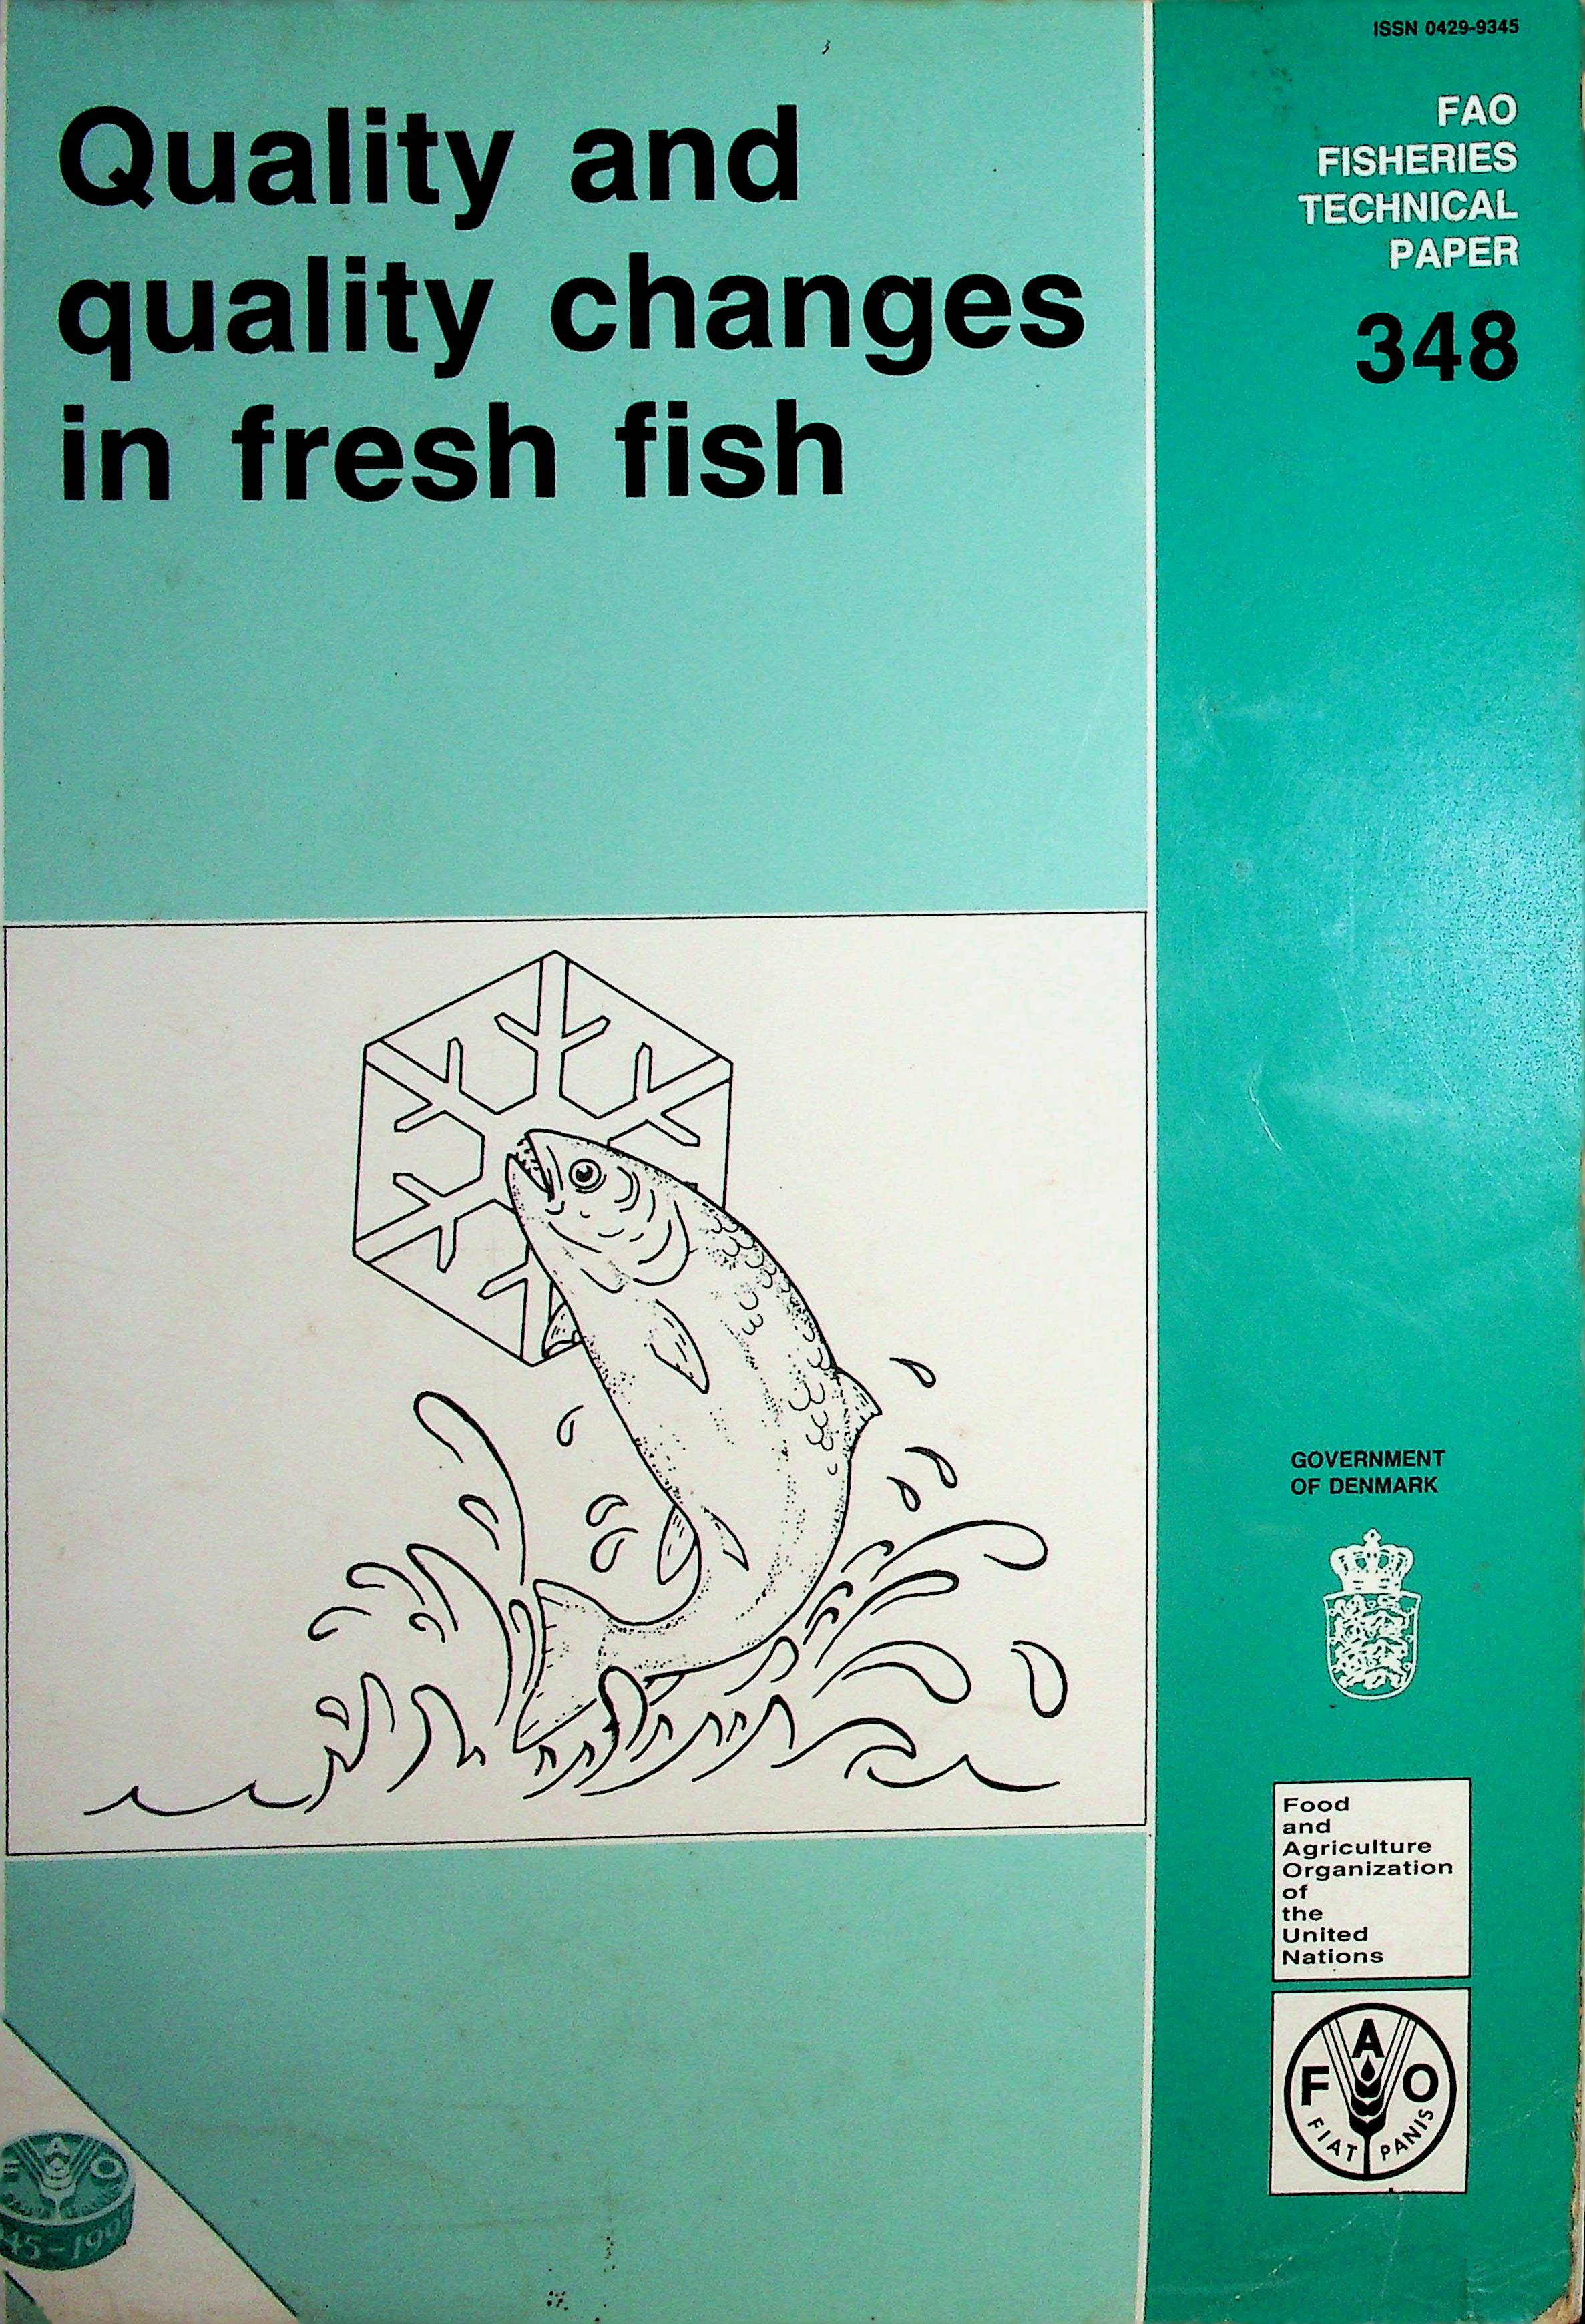 Quality and
quality changes
in fresh fish
ISSN 0429-9345
FAO
FISHERIES
TECHNICAL
PAPER
348
GOVERNMENT
OF DENMARK
Food
and
Agriculture
Organization
of
the
United
Nations
F A O
FIAT PANIS
F A O